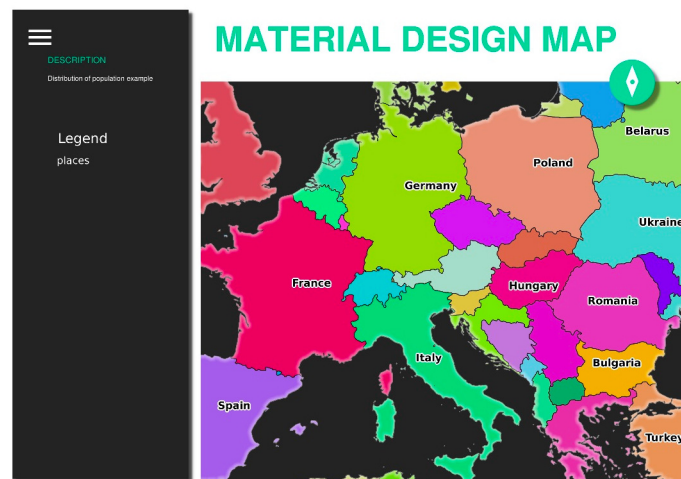 MATERIAL DESIGN MAP
DESCRIPTION
Distribution of population example
Legend
places
Belarus
Poland
Germany
Ukraine
France
Hungary
Romania
Italy
Bulgaria
Spain
Turkey